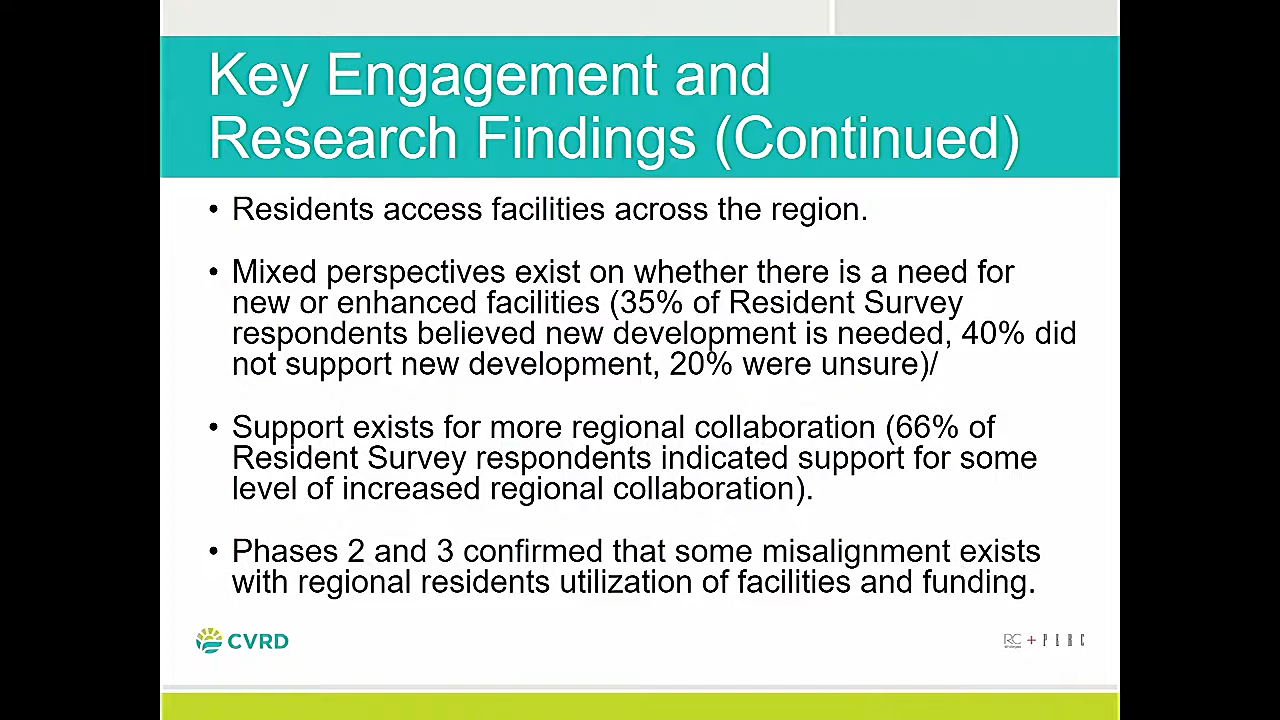 Key Engagement and
Research Findings (Continued)
• Residents access facilities across the region.
• Mixed perspectives exist on whether there is a need for
new or enhanced facilities (35% of Resident Survey
respondents believed new development is needed, 40% did
not support new development, 20% were unsure)/
• Support exists for more regional collaboration (66% of
Resident Survey respondents indicated support for some
level of increased regional collaboration).
• Phases 2 and 3 confirmed that some misalignment exists
with regional residents utilization of facilities and funding.
CVRD
RC + PERC